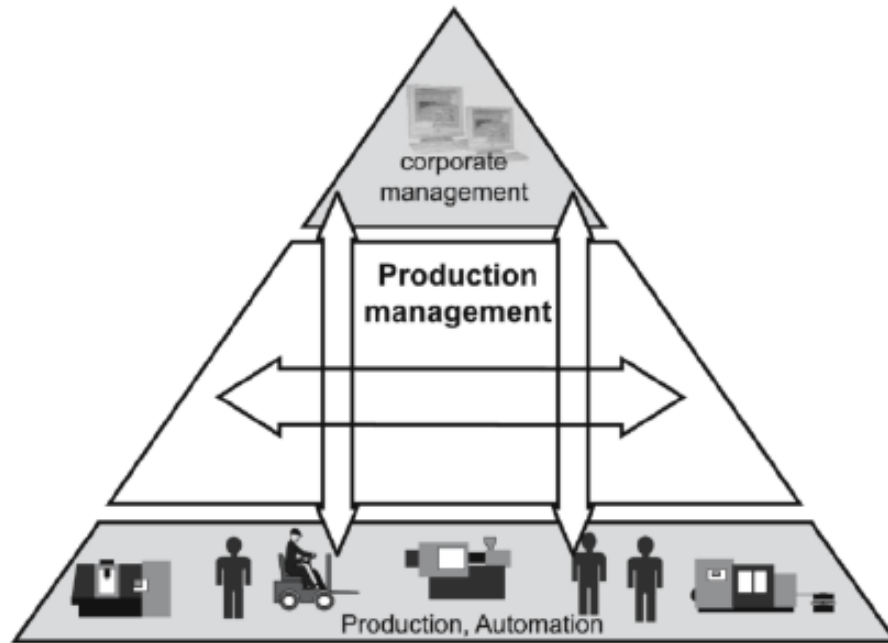 corporate
management
Production
management
Production, Automation